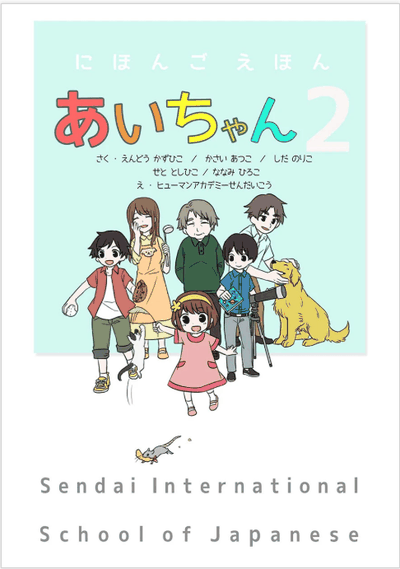 にほんごえほん
あいちゃん2
さく・えんどう かずひこ / かさい あつこ / しだ のりこ
せと としひこ / ななみ ひろこ
え・ヒューマンアカデミーせんだいこう
Sendai International
School of Japanese